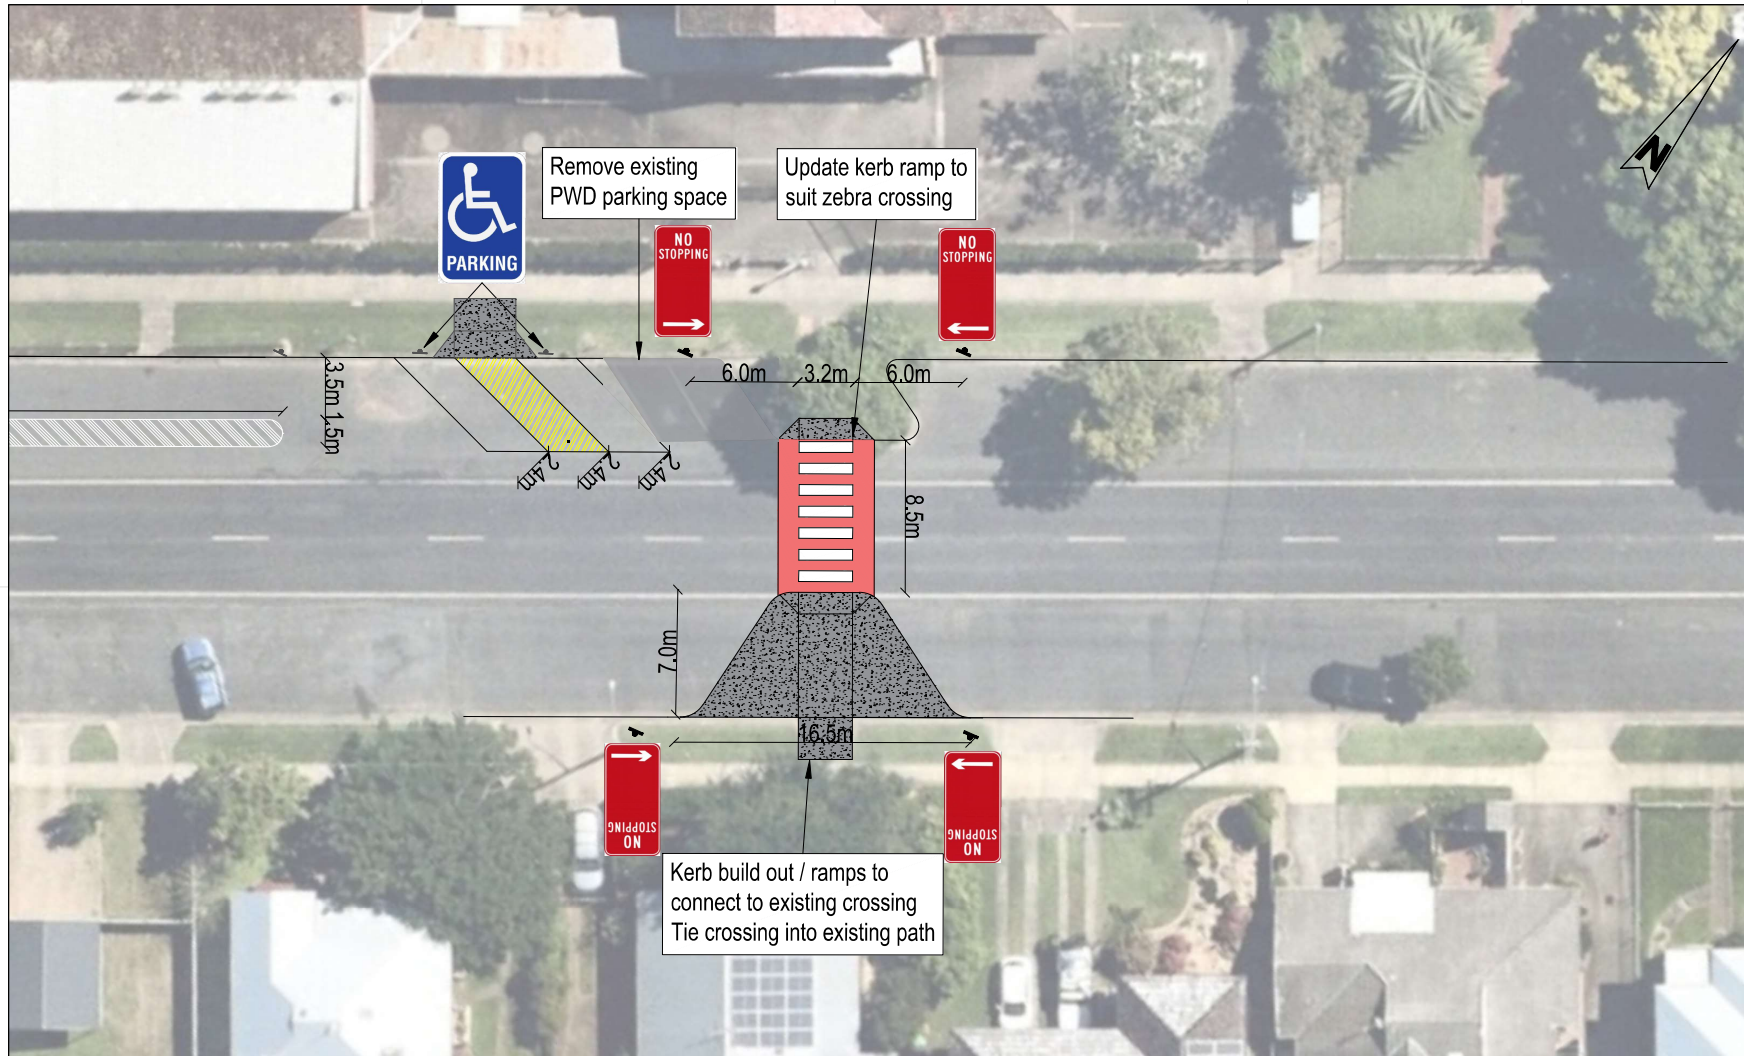 N
Remove existing
PWD parking space
Update kerb ramp to
suit zebra crossing
PARKING
NO
STOPPING
NO
STOPPING
3.5m
1.5m
6.0m
3.2m
6.0m
2.4m
2.4m
2.4m
8.5m
7.0m
16.5m
NO
STOPPING
NO
STOPPING
Kerb build out / ramps to
connect to existing crossing
Tie crossing into existing path